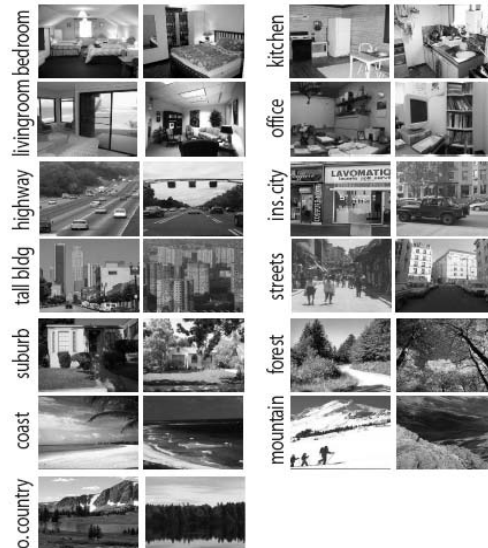 bedroom
kitchen
livingroom
office
LAVOMATIC
highway
ins.city
tall bldg
streets
suburb
forest
coast
mountain
o.country